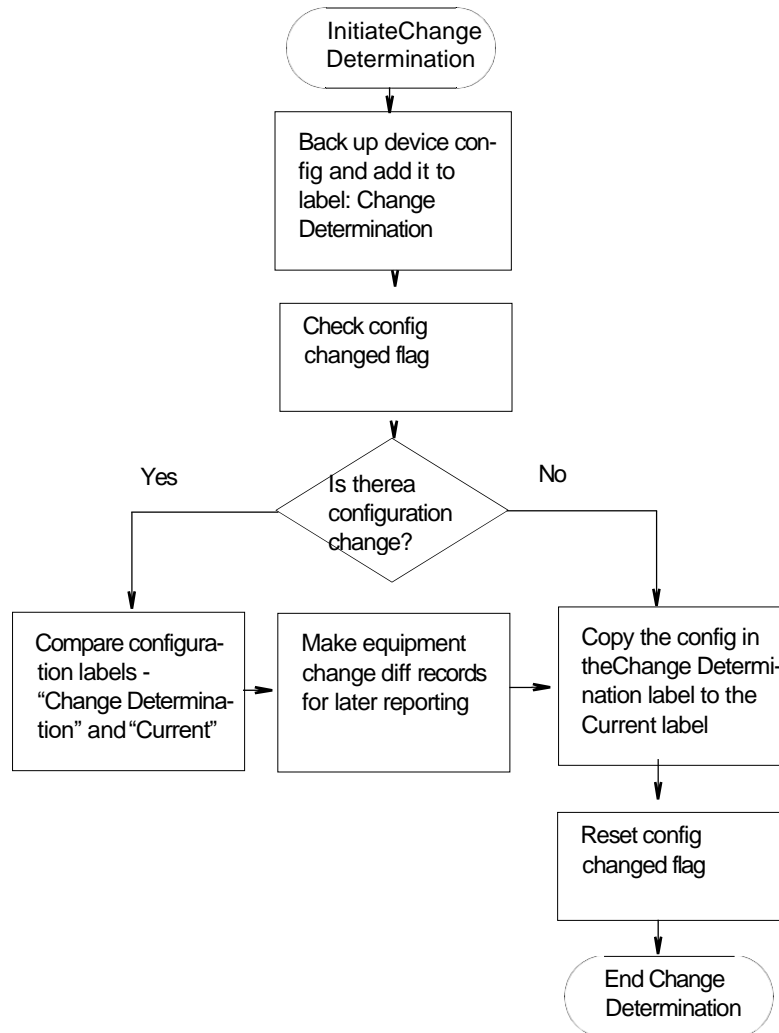 InitiateChange
Determination
Back up device con-
fig and add it to
label: Change
Determination
Check config
changed flag
Yes
No
Is therea
configuration
change?
Compare configura-
tion labels -
“Change Determina-
tion” and “Current”
Make equipment
change diff records
for later reporting
Copy the config in
theChange Determi-
nation label to the
Current label
Reset config
changed flag
End Change
Determination